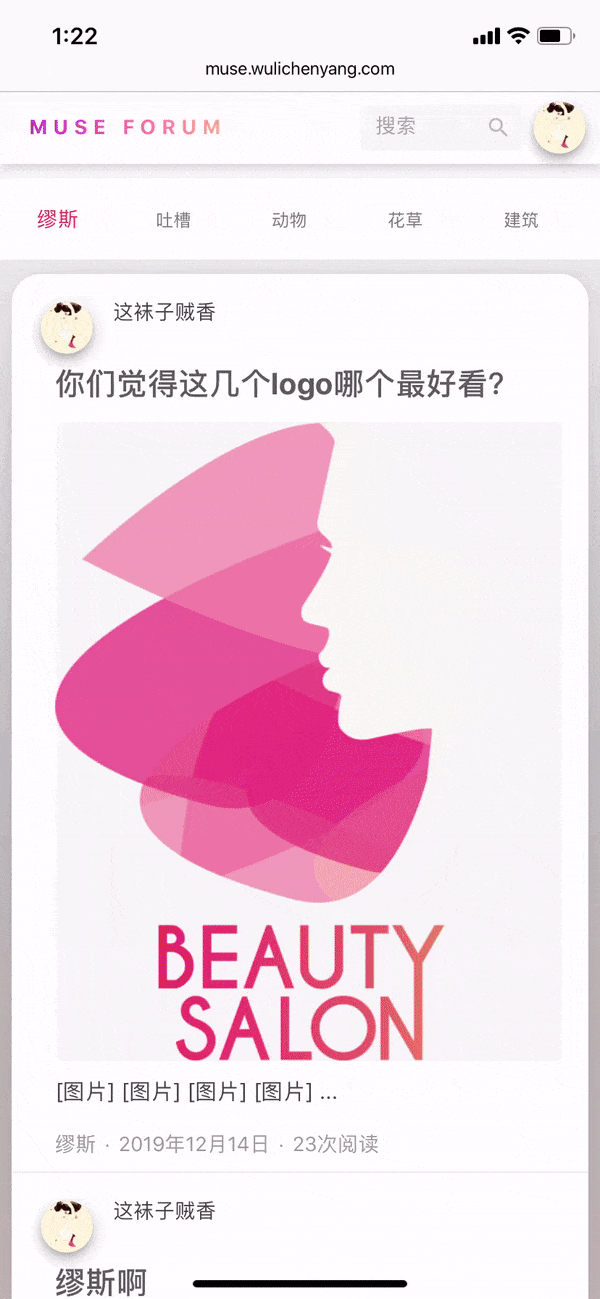 1:22
muse.wulichenyang.com
MUSE FORUM
搜索
缪斯 吐槽 动物 花草 建筑
这袜子贼香
你们觉得这几个logo哪个最好看?
BEAUTY
SALON
[图片] [图片] [图片] [图片] ...
缪斯 · 2019年12月14日 · 23次阅读
这袜子贼香
缪斯啊